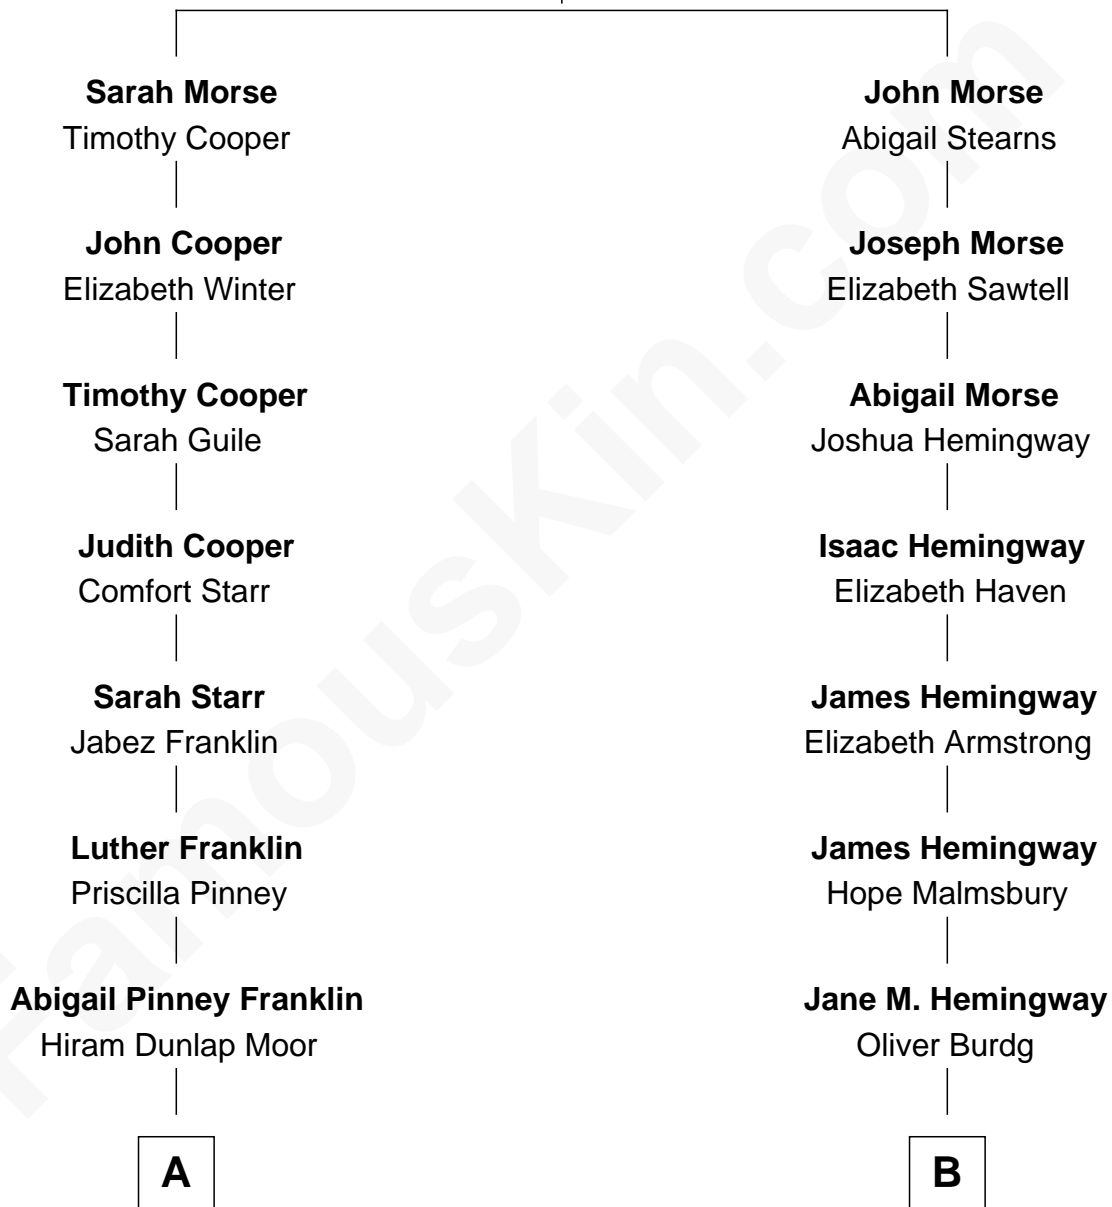 Sarah Morse
Timothy Cooper
John Cooper
Elizabeth Winter
Timothy Cooper
Sarah Guile
Judith Cooper
Comfort Starr
Sarah Starr
Jabez Franklin
Luther Franklin
Priscilla Pinney
Abigail Pinney Franklin
Hiram Dunlap Moor
A
John Morse
Abigail Stearns
Joseph Morse
Elizabeth Sawtell
Abigail Morse
Joshua Hemingway
Isaac Hemingway
Elizabeth Haven
James Hemingway
Elizabeth Armstrong
James Hemingway
Hope Malmsbury
Jane M. Hemingway
Oliver Burdg
B
FamousKin.com